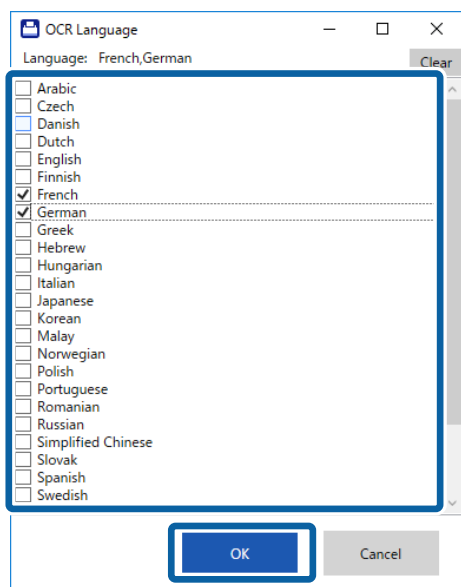 OCR Language
Language: French,German
Clear
Arabic
Czech
Danish
Dutch
English
Finnish
French
German
Greek
Hebrew
Hungarian
Italian
Japanese
Korean
Malay
Norwegian
Polish
Portuguese
Romanian
Russian
Simplified Chinese
Slovak
Spanish
Swedish
OK Cancel